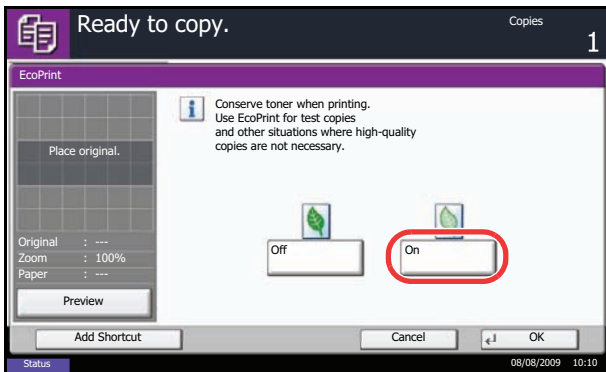 Ready to copy.
Copies
1
EcoPrint
Place original.
Conserve toner when printing.
Use EcoPrint for test copies
and other situations where high-quality
copies are not necessary.
Original : ---
Zoom : 100%
Paper : ---
Off
On
Preview
Add Shortcut
Cancel
OK
Status
08/08/2009 10:10